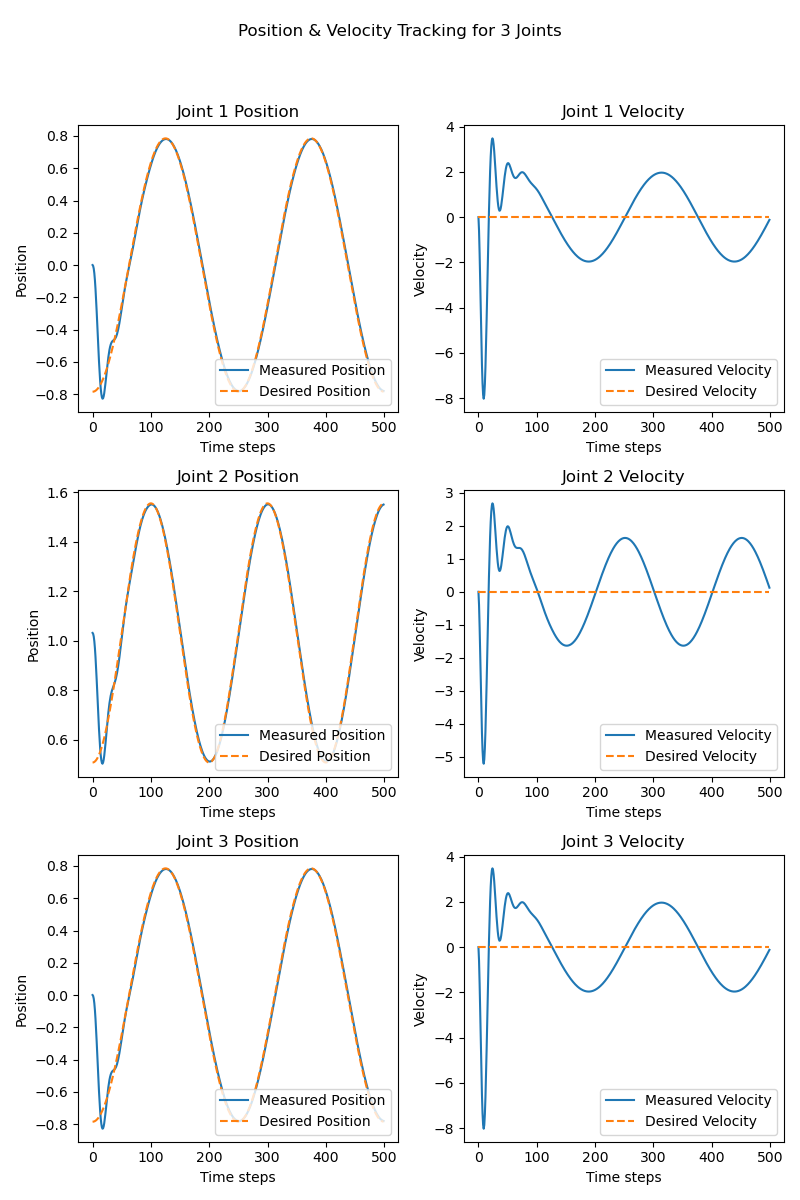 Position & Velocity Tracking for 3 Joints
Joint 1 Position
Position
0.8
0.6
0.4
0.2
0.0
−0.2
−0.4
−0.6
−0.8
Measured Position
Desired Position
0 100 200 300 400 500
Time steps
Joint 1 Velocity
Velocity
4
2
0
−2
−4
−6
−8
Measured Velocity
Desired Velocity
0 100 200 300 400 500
Time steps
Joint 2 Position
Position
1.6
1.4
1.2
1.0
0.8
0.6
Measured Position
Desired Position
0 100 200 300 400 500
Time steps
Joint 2 Velocity
Velocity
3
2
1
0
−1
−2
−3
−4
−5
Measured Velocity
Desired Velocity
0 100 200 300 400 500
Time steps
Joint 3 Position
Position
0.8
0.6
0.4
0.2
0.0
−0.2
−0.4
−0.6
−0.8
Measured Position
Desired Position
0 100 200 300 400 500
Time steps
Joint 3 Velocity
Velocity
4
2
0
−2
−4
−6
−8
Measured Velocity
Desired Velocity
0 100 200 300 400 500
Time steps